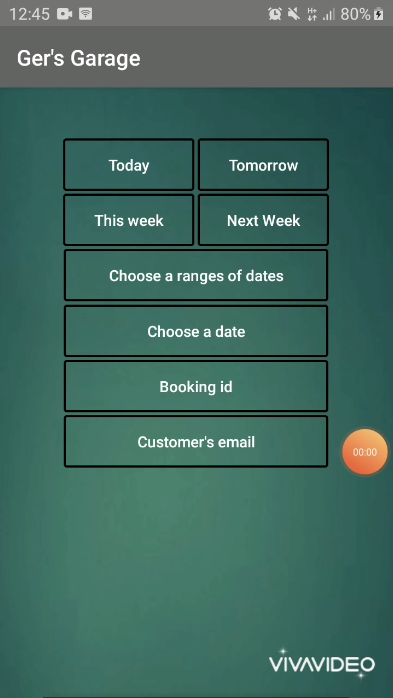 12:45 H+ 80%
Ger's Garage
Today Tomorrow
This week Next Week
Choose a ranges of dates
Choose a date
Booking id
Customer's email
00:00
VIVAVIDEO